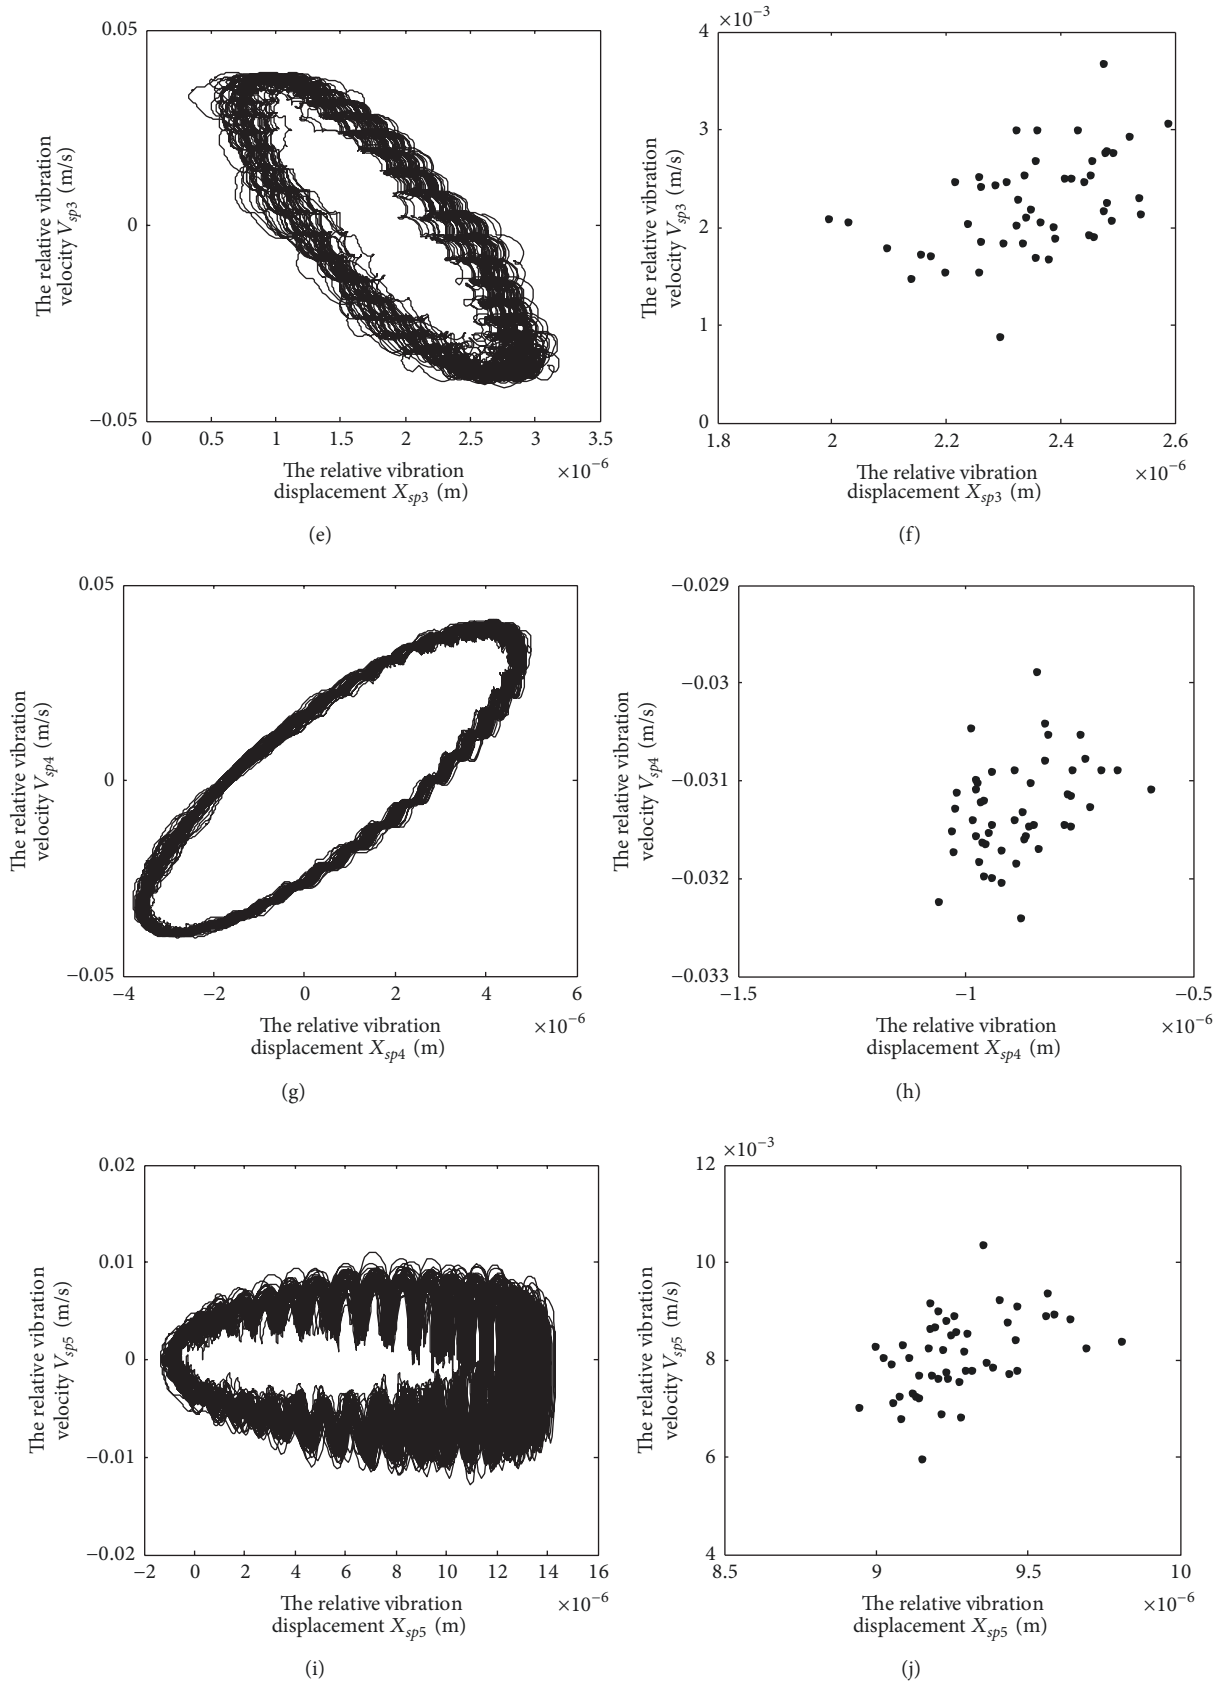 0.05
0
−0.05
The relative vibration
velocity V_sp3 (m/s)
0 0.5 1 1.5 2 2.5 3 3.5
×10^−6
The relative vibration
displacement X_sp3 (m)
(e)
×10^−3
4
3
2
1
0
The relative vibration
velocity V_sp3 (m/s)
1.8 2 2.2 2.4 2.6
×10^−6
The relative vibration
displacement X_sp3 (m)
(f)
0.05
0
−0.05
The relative vibration
velocity V_sp4 (m/s)
−4 −2 0 2 4 6
×10^−6
The relative vibration
displacement X_sp4 (m)
(g)
−0.029
−0.03
−0.031
−0.032
−0.033
The relative vibration
velocity V_sp4 (m/s)
−1.5 −1 −0.5
×10^−6
The relative vibration
displacement X_sp4 (m)
(h)
0.02
0.01
0
−0.01
−0.02
The relative vibration
velocity V_sp5 (m/s)
−2 0 2 4 6 8 10 12 14 16
×10^−6
The relative vibration
displacement X_sp5 (m)
(i)
×10^−3
12
10
8
6
4
The relative vibration
velocity V_sp5 (m/s)
8.5 9 9.5 10
×10^−6
The relative vibration
displacement X_sp5 (m)
(j)